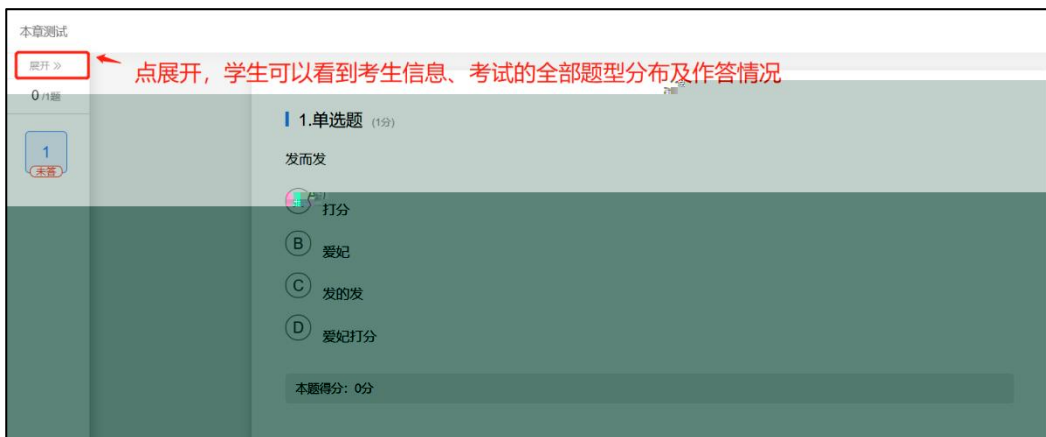 本章测试
展开 »
点展开，学生可以看到考生信息、考试的全部题型分布及作答情况
0 /1题
1.单选题 (1分)
1
未答
发而发
打分
B 爱妃
C 发的发
D 爱妃打分
本题得分：0分